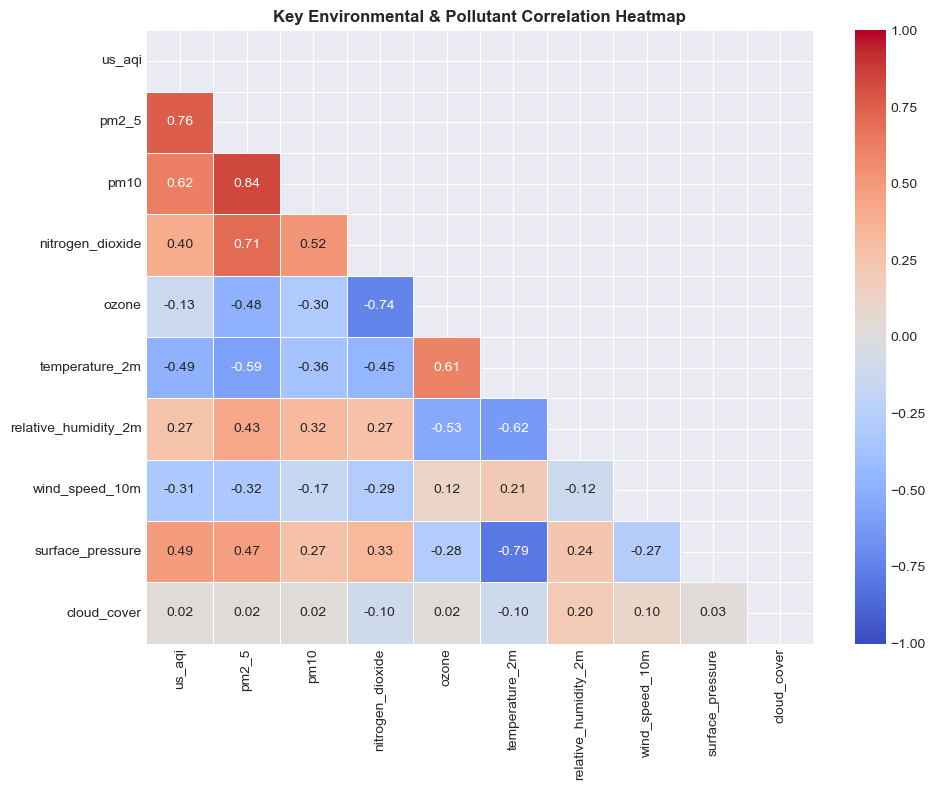 Key Environmental & Pollutant Correlation Heatmap
us_aqi
pm2_5 0.76
pm10 0.62 0.84
nitrogen_dioxide 0.40 0.71 0.52
ozone -0.13 -0.48 -0.30 -0.74
temperature_2m -0.49 -0.59 -0.36 -0.45 0.61
relative_humidity_2m 0.27 0.43 0.32 0.27 -0.53 -0.62
wind_speed_10m -0.31 -0.32 -0.17 -0.29 0.12 0.21 -0.12
surface_pressure 0.49 0.47 0.27 0.33 -0.28 -0.79 0.24 -0.27
cloud_cover 0.02 0.02 0.02 -0.10 0.02 -0.10 0.20 0.10 0.03
us_aqi pm2_5 pm10 nitrogen_dioxide ozone temperature_2m relative_humidity_2m wind_speed_10m surface_pressure cloud_cover
1.00
0.75
0.50
0.25
0.00
−0.25
−0.50
−0.75
−1.00